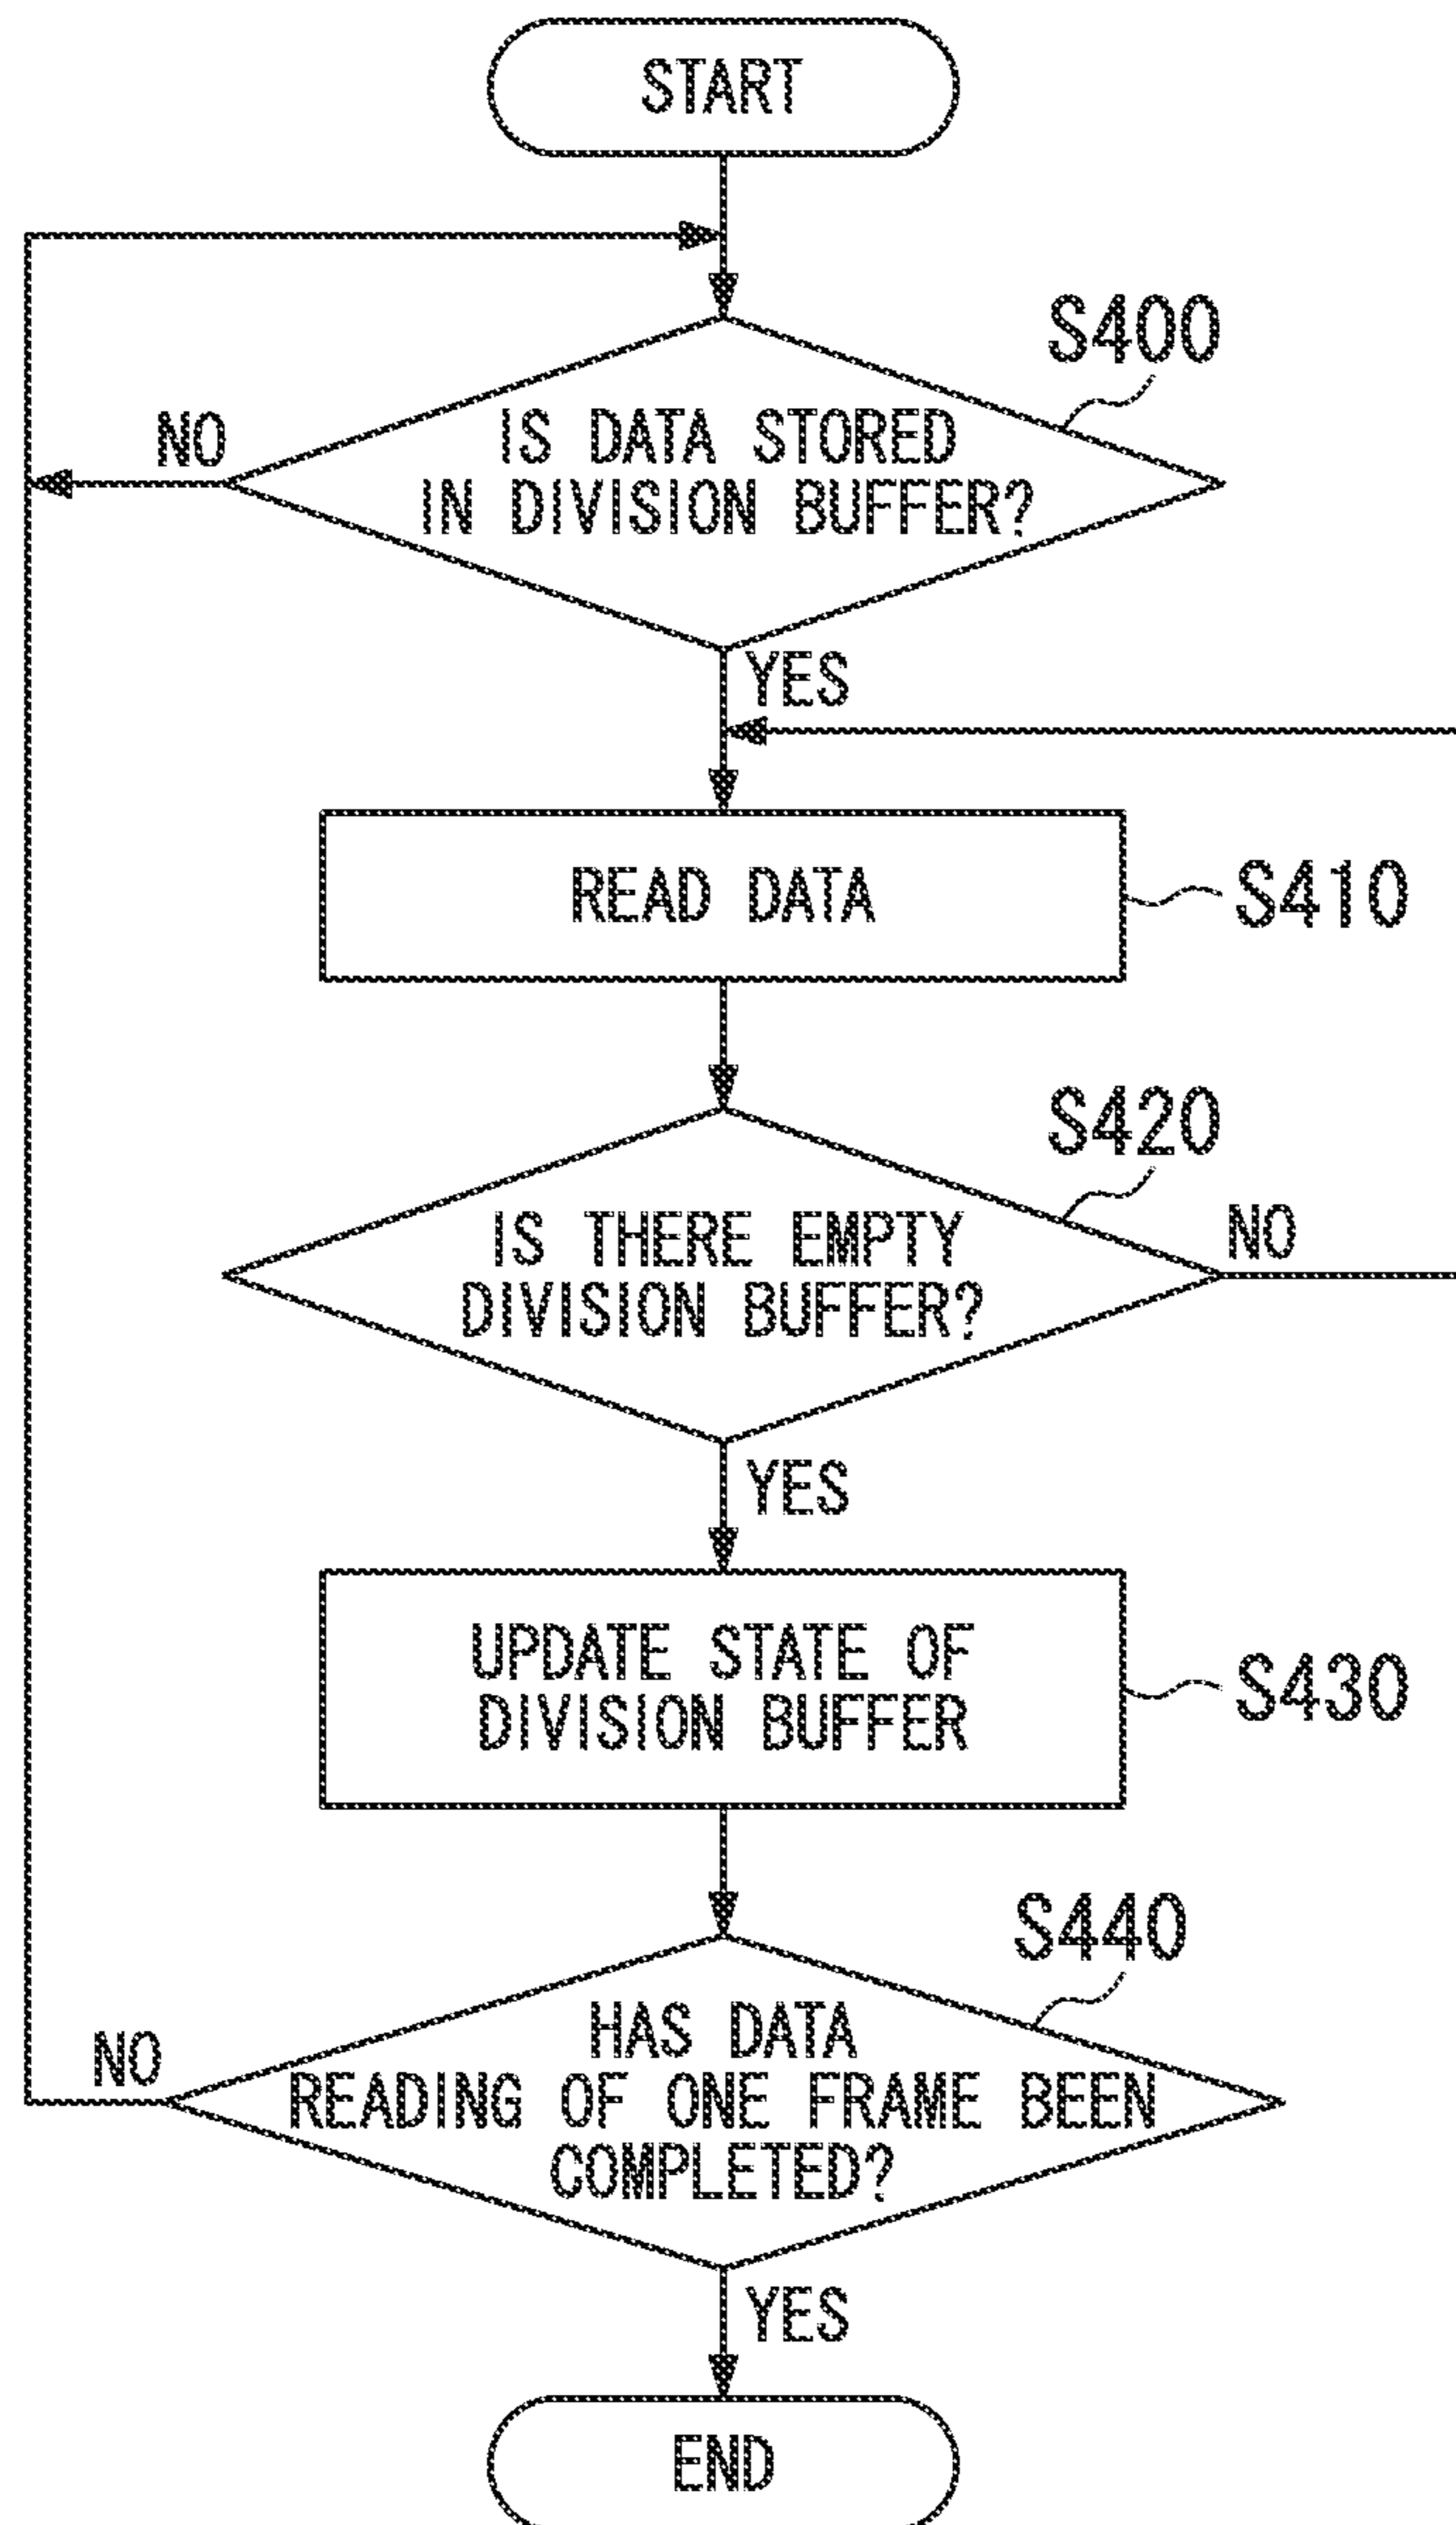 START
S400
NO
IS DATA STORED
IN DIVISION BUFFER?
YES
READ DATA
S410
S420
NO
IS THERE EMPTY
DIVISION BUFFER?
YES
UPDATE STATE OF
DIVISION BUFFER
S430
S440
NO
HAS DATA
READING OF ONE FRAME BEEN
COMPLETED?
YES
END